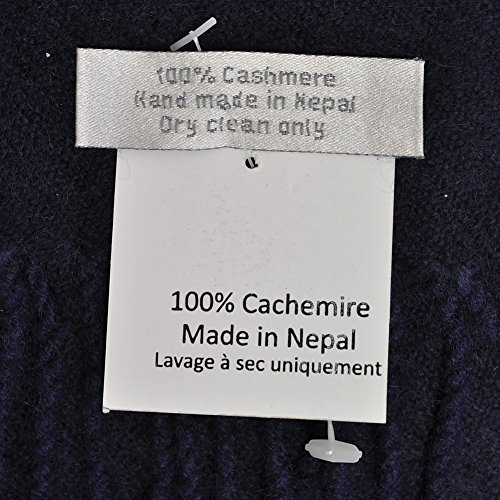 100% Cashmere
Hand made in Nepal
Dry clean only
100% Cachemire
Made in Nepal
Lavage à sec uniquement